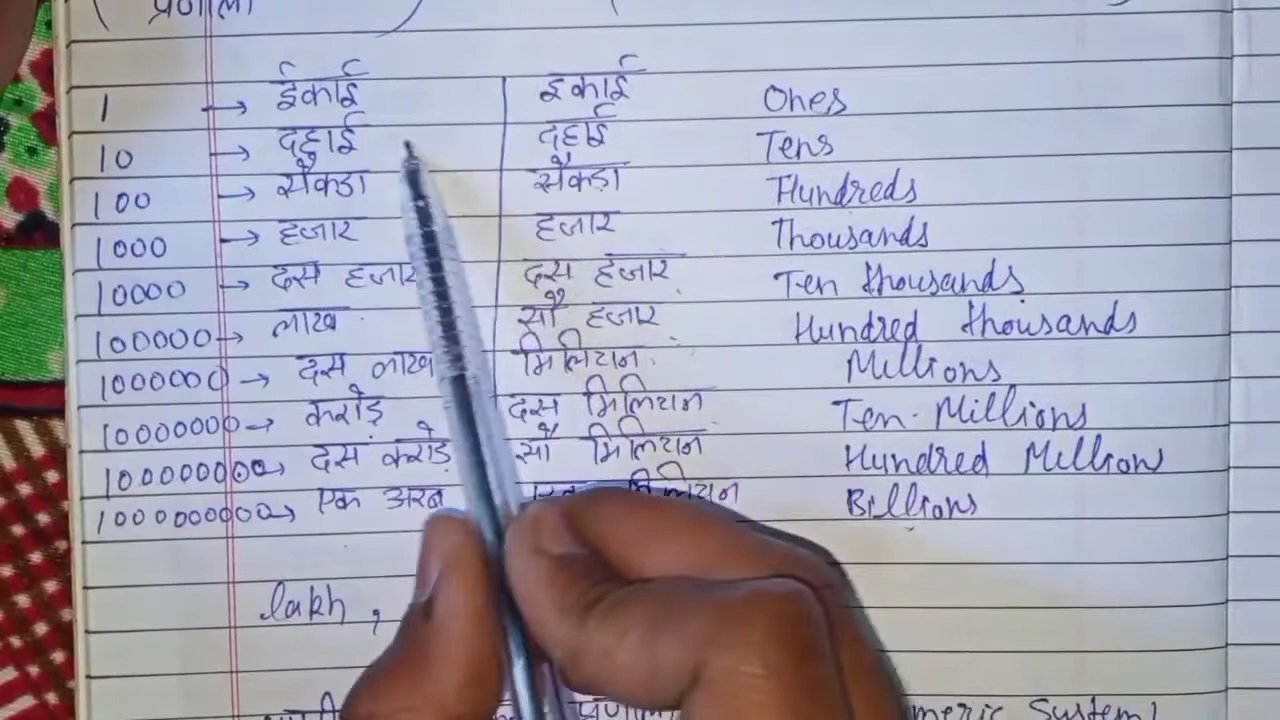 प्रणाली
1 → ईकाई इकाई Ones
10 → दहाई दहाई Tens
100 → सैकडा सैकड़ा Hundreds
1000 → हजार हजार Thousands
10000 → दस हजार दस हजार Ten thousands
100000 → लाख सौ हजार Hundred thousands
1000000 → दस लाख मिलियन Millions
10000000 → करोड़ दस मिलियन Ten-Millions
100000000 → दस करोड़ सौ मिलियन Hundred Million
1000000000 → एक अरब Billions
lakh,
प्रणाली System